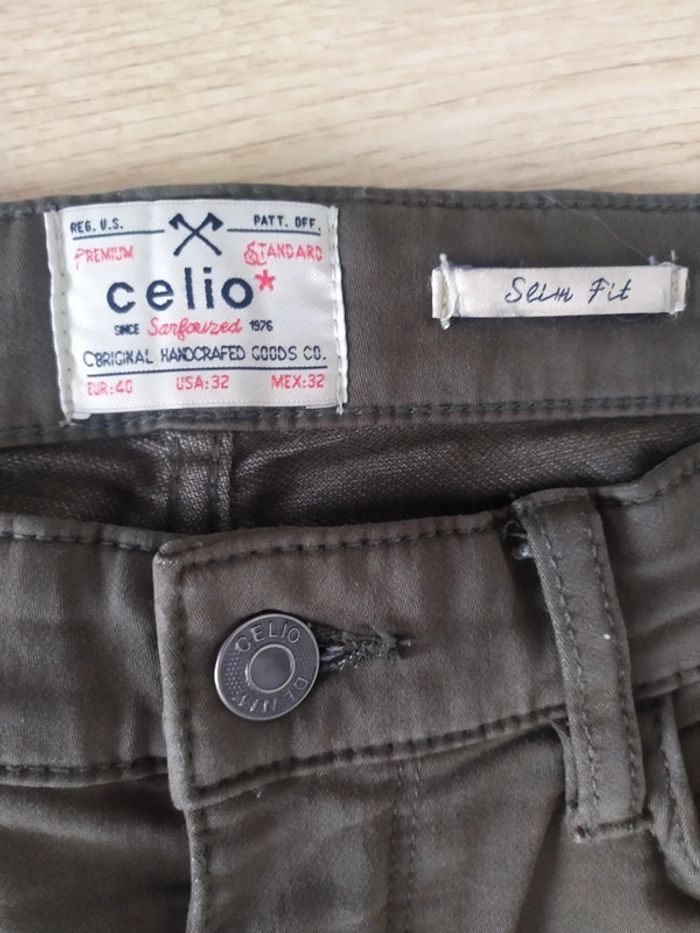 REG. U.S. PATT. OFF.
PREMIUM STANDARD
celio*
SINCE Sanforized 1976
C&ORIGINAL HANDCRAFED GOODS CO.
EUR:40 USA:32 MEX:32
Slim Fit
CELIO
DENIM